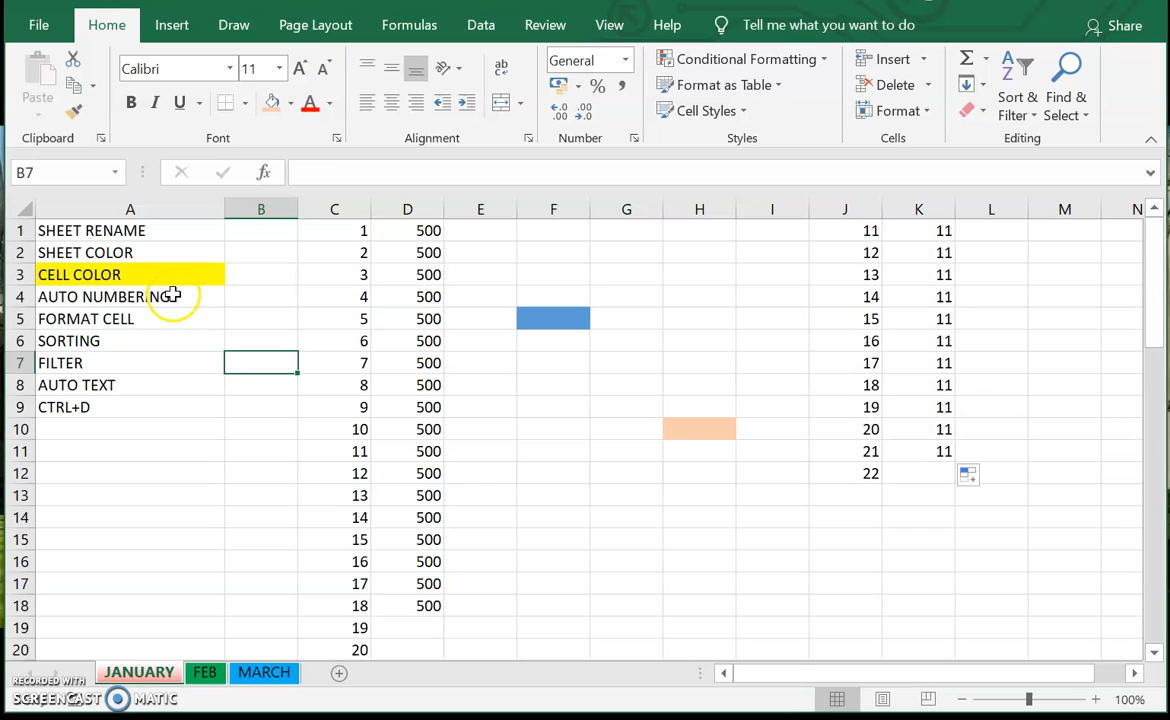 File Home Insert Draw Page Layout Formulas Data Review View Help Tell me what you want to do Share
Paste
Calibri 11
B I U A
ab
c
General
% ,
Conditional Formatting
Format as Table
Cell Styles
Insert
Delete
Format
Sort &
Filter
Find &
Select
Clipboard Font Alignment Number Styles Cells Editing
B7 fx
A B C D E F G H I J K L M N
1 SHEET RENAME 1 500 11 11
2 SHEET COLOR 2 500 12 11
3 CELL COLOR 3 500 13 11
4 AUTO NUMBERING 4 500 14 11
5 FORMAT CELL 5 500 15 11
6 SORTING 6 500 16 11
7 FILTER 7 500 17 11
8 AUTO TEXT 8 500 18 11
9 CTRL+D 9 500 19 11
10 10 500 20 11
11 11 500 21 11
12 12 500 22
13 13 500
14 14 500
15 15 500
16 16 500
17 17 500
18 18 500
19 19
20 20
JANUARY FEB MARCH
RECORDED WITH
SCREENCAST MATIC
100%